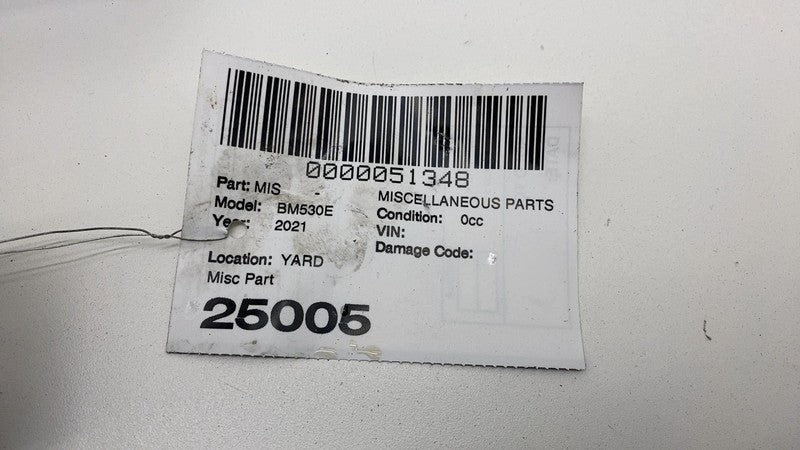 0000051348
Part: MIS
MISCELLANEOUS PARTS
Model: BM530E
Condition: 0cc
Year: 2021
VIN:
Damage Code:
Location: YARD
Misc Part
25005